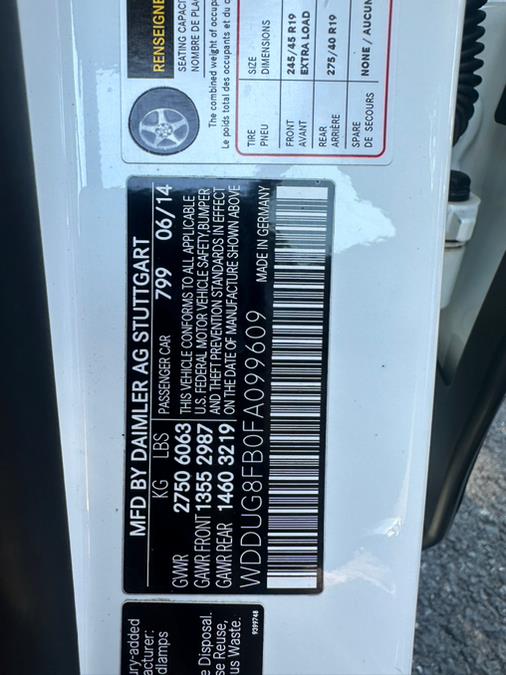 RENSEIGNE
SEATING CAPAC
NOMBRE DE PLA
The combined weight of occup
Le poids total des occupants et du c
TIRE SIZE
PNEU DIMENSIONS
FRONT 245/45 R19
AVANT EXTRA LOAD
REAR 275/40 R19
ARRIÈRE
SPARE NONE / AUCUN
DE SECOURS
MFD BY DAIMLER AG STUTTGART
KG LBS PASSENGER CAR 799 06/14
GVWR 2750 6063 THIS VEHICLE CONFORMS TO ALL APPLICABLE
GAWR FRONT 1355 2987 U.S. FEDERAL MOTOR VEHICLE SAFETY, BUMPER
AND THEFT PREVENTION STANDARDS IN EFFECT
GAWR REAR 1460 3219 ON THE DATE OF MANUFACTURE SHOWN ABOVE
WDDUG8FB0FA099609 MADE IN GERMANY
ury-added
acturer:
dlamps
e Disposal.
se Reuse,
us Waste.
9399748